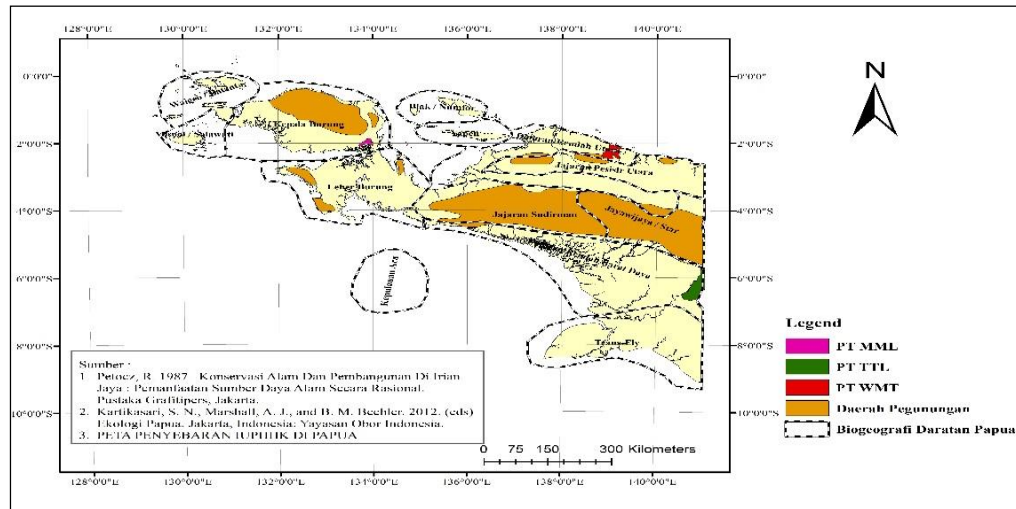 128°0'0"E 130°0'0"E 132°0'0"E 134°0'0"E 136°0'0"E 138°0'0"E 140°0'0"E
0°0'0"S 0°0'0"S
2°0'0"S 2°0'0"S
4°0'0"S 4°0'0"S
6°0'0"S 6°0'0"S
8°0'0"S 8°0'0"S
10°0'0"S 10°0'0"S
Kepala Burung
Biak / Numfor
Jajaran Pesisir Utara
Leher Burung
Jajaran Sudirman
Jayawijaya / Star
Kepulauan Aru
Trans-Fly
N
Legend
PT MML
PT TTL
PT WMT
Daerah Pegunungan
Biogeografi Daratan Papua
Sumber :
1. Petocz, R. 1987. Konservasi Alam Dan Pembangunan Di Irian
Jaya : Pemanfaatan Sumber Daya Alam Secara Rasional.
Pustaka Grafitipers, Jakarta.
2. Kartikasari, S. N., Marshall, A. J., and B. M. Beehler. 2012. (eds)
Ekologi Papua. Jakarta, Indonesia: Yayasan Obor Indonesia.
3. PETA PENYEBARAN IUPHHK DI PAPUA
0 75 150 300 Kilometers
128°0'0"E 130°0'0"E 132°0'0"E 134°0'0"E 136°0'0"E 138°0'0"E 140°0'0"E